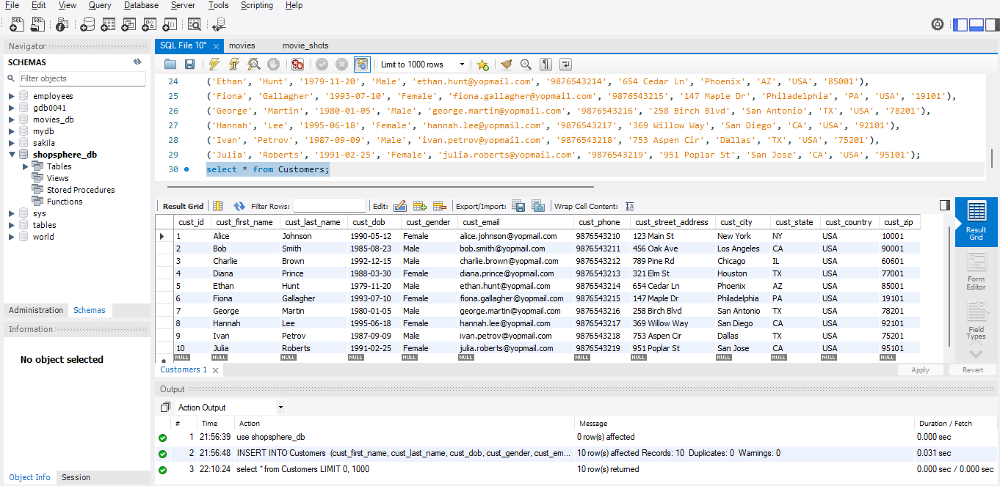 File Edit View Query Database Server Tools Scripting Help
Navigator
SCHEMAS
Filter objects
employees
gdb0041
movies_db
mydb
sakila
shopsphere_db
Tables
Views
Stored Procedures
Functions
sys
tables
world
Administration Schemas
Information
No object selected
Object Info Session
SQL File 10* movies movie_shots
Limit to 1000 rows
24 ('Ethan', 'Hunt', '1979-11-20', 'Male', 'ethan.hunt@yopmail.com', '9876543214', '654 Cedar Ln', 'Phoenix', 'AZ', 'USA', '85001'),
25 ('Fiona', 'Gallagher', '1993-07-10', 'Female', 'fiona.gallagher@yopmail.com', '9876543215', '147 Maple Dr', 'Philadelphia', 'PA', 'USA', '19101'),
26 ('George', 'Martin', '1980-01-05', 'Male', 'george.martin@yopmail.com', '9876543216', '258 Birch Blvd', 'San Antonio', 'TX', 'USA', '78201'),
27 ('Hannah', 'Lee', '1995-06-18', 'Female', 'hannah.lee@yopmail.com', '9876543217', '369 Willow Way', 'San Diego', 'CA', 'USA', '92101'),
28 ('Ivan', 'Petrov', '1987-09-09', 'Male', 'ivan.petrov@yopmail.com', '9876543218', '753 Aspen Cir', 'Dallas', 'TX', 'USA', '75201'),
29 ('Julia', 'Roberts', '1991-02-25', 'Female', 'julia.roberts@yopmail.com', '9876543219', '951 Poplar St', 'San Jose', 'CA', 'USA', '95101');
30 select * from Customers;
Result Grid Filter Rows: Edit: Export/Import: Wrap Cell Content:
cust_id cust_first_name cust_last_name cust_dob cust_gender cust_email cust_phone cust_street_address cust_city cust_state cust_country cust_zip
1 Alice Johnson 1990-05-12 Female alice.johnson@yopmail.com 9876543210 123 Main St New York NY USA 10001
2 Bob Smith 1985-08-23 Male bob.smith@yopmail.com 9876543211 456 Oak Ave Los Angeles CA USA 90001
3 Charlie Brown 1992-12-15 Male charlie.brown@yopmail.com 9876543212 789 Pine Rd Chicago IL USA 60601
4 Diana Prince 1988-03-30 Female diana.prince@yopmail.com 9876543213 321 Elm St Houston TX USA 77001
5 Ethan Hunt 1979-11-20 Male ethan.hunt@yopmail.com 9876543214 654 Cedar Ln Phoenix AZ USA 85001
6 Fiona Gallagher 1993-07-10 Female fiona.gallagher@yopmail.com 9876543215 147 Maple Dr Philadelphia PA USA 19101
7 George Martin 1980-01-05 Male george.martin@yopmail.com 9876543216 258 Birch Blvd San Antonio TX USA 78201
8 Hannah Lee 1995-06-18 Female hannah.lee@yopmail.com 9876543217 369 Willow Way San Diego CA USA 92101
9 Ivan Petrov 1987-09-09 Male ivan.petrov@yopmail.com 9876543218 753 Aspen Cir Dallas TX USA 75201
10 Julia Roberts 1991-02-25 Female julia.roberts@yopmail.com 9876543219 951 Poplar St San Jose CA USA 95101
NULL NULL NULL NULL NULL NULL NULL NULL NULL NULL NULL NULL
Result
Grid
Form
Editor
Field
Types
Customers 1 Apply Revert
Output
Action Output
# Time Action Message Duration / Fetch
1 21:56:39 use shopsphere_db 0 row(s) affected 0.000 sec
2 21:56:48 INSERT INTO Customers (cust_first_name, cust_last_name, cust_dob, cust_gender, cust_em... 10 row(s) affected Records: 10 Duplicates: 0 Warnings: 0 0.031 sec
3 22:10:24 select * from Customers LIMIT 0, 1000 10 row(s) returned 0.000 sec / 0.000 sec